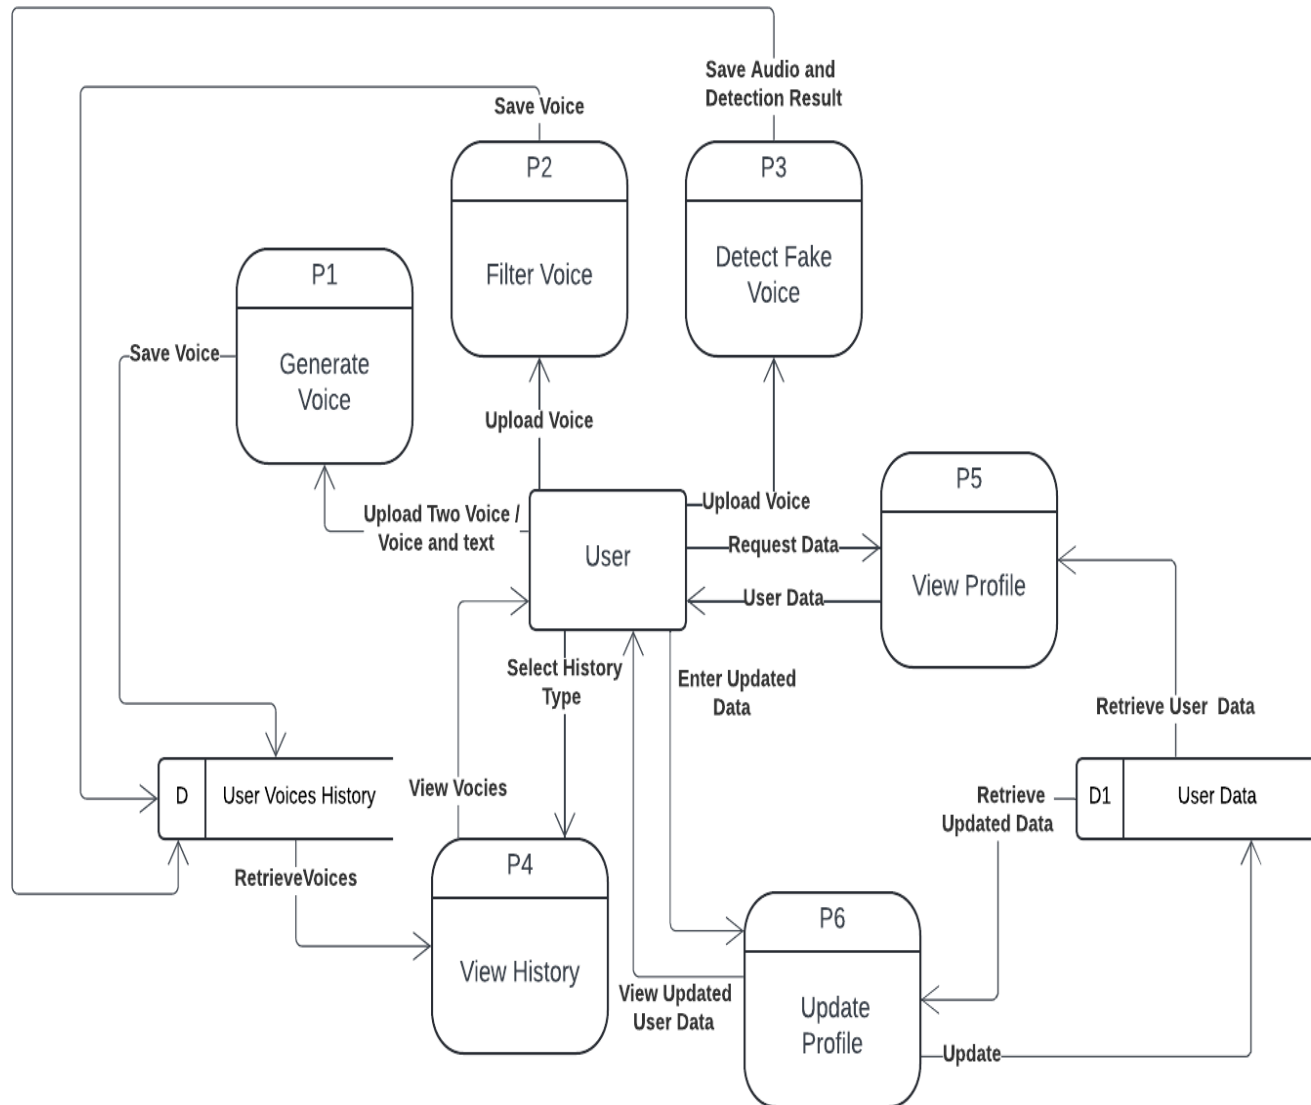 Save Audio and
Detection Result
Save Voice
P2
P3
Filter Voice
Detect Fake
Voice
P1
Generate
Voice
Save Voice
Upload Voice
Upload Two Voice /
Voice and text
User
Upload Voice
Request Data
User Data
P5
View Profile
Select History
Type
Enter Updated
Data
Retrieve User Data
D
User Voices History
View Vocies
Retrieve
Updated Data
D1
User Data
RetrieveVoices
P4
View History
P6
Update
Profile
View Updated
User Data
Update